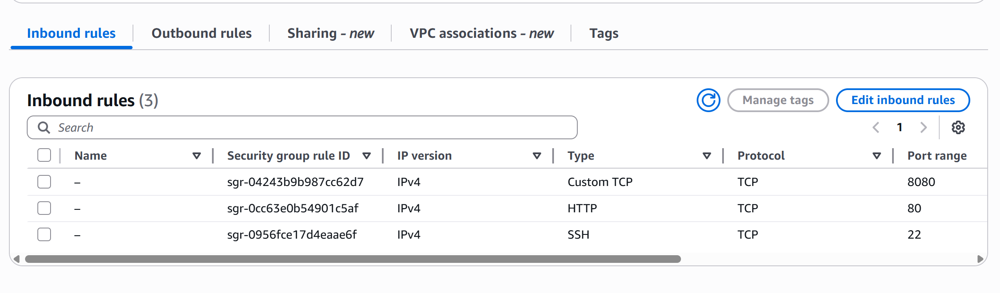 Inbound rules Outbound rules Sharing – new VPC associations – new Tags
Inbound rules (3) Manage tags Edit inbound rules
Search 1
Name Security group rule ID IP version Type Protocol Port range
– sgr-04243b9b987cc62d7 IPv4 Custom TCP TCP 8080
– sgr-0cc63e0b54901c5af IPv4 HTTP TCP 80
– sgr-0956fce17d4eaae6f IPv4 SSH TCP 22